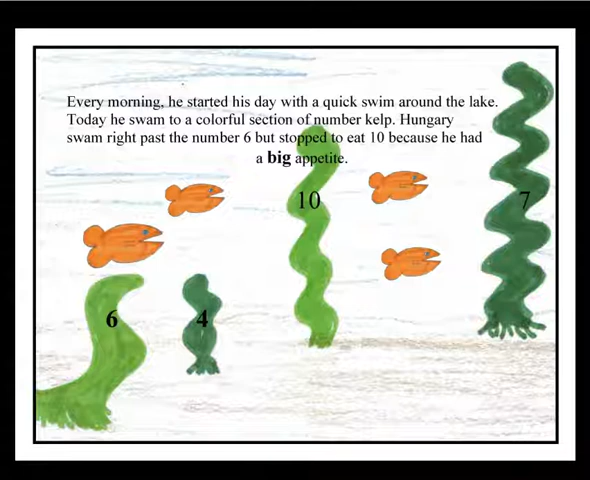 Every morning, he started his day with a quick swim around the lake.
Today he swam to a colorful section of number kelp. Hungary
swam right past the number 6 but stopped to eat 10 because he had
a big appetite.
10
7
6
4